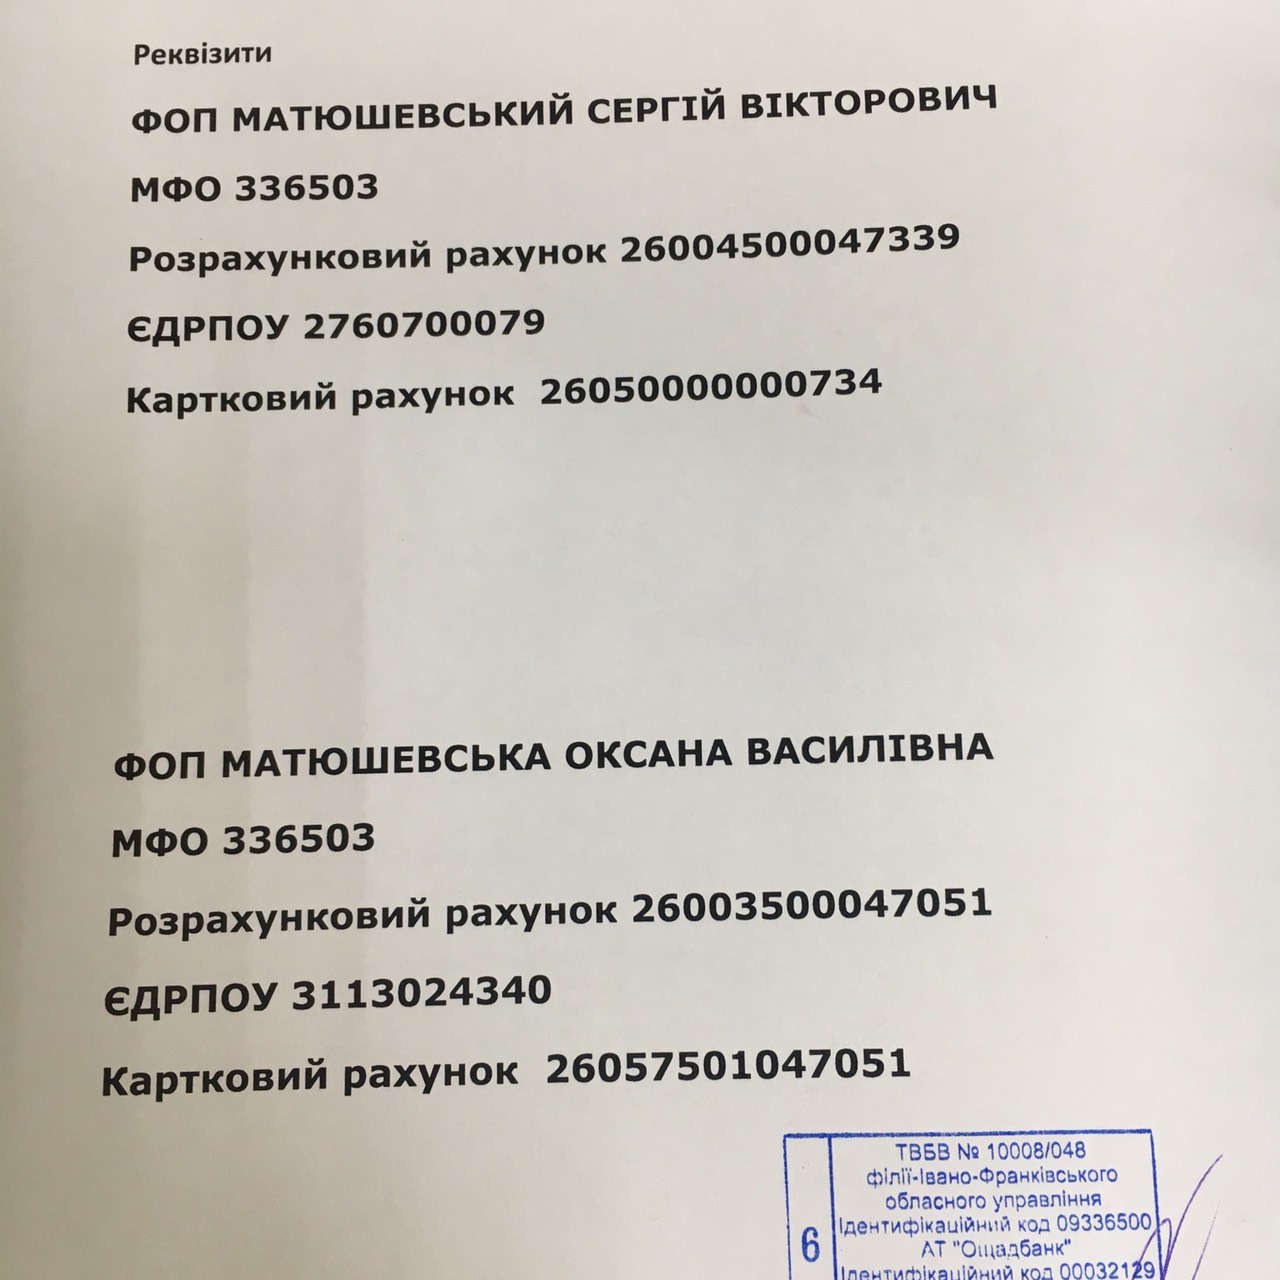 Реквізити
ФОП МАТЮШЕВСЬКИЙ СЕРГІЙ ВІКТОРОВИЧ
МФО 336503
Розрахунковий рахунок 26004500047339
ЄДРПОУ 2760700079
Картковий рахунок 26050000000734
ФОП МАТЮШЕВСЬКА ОКСАНА ВАСИЛІВНА
МФО 336503
Розрахунковий рахунок 26003500047051
ЄДРПОУ 3113024340
Картковий рахунок 26057501047051
ТВБВ № 10008/048
філії-Івано-Франківського
обласного управління
Ідентифікаційний код 09336500
6 АТ "Ощадбанк"
Ідентифікаційний код 00032129